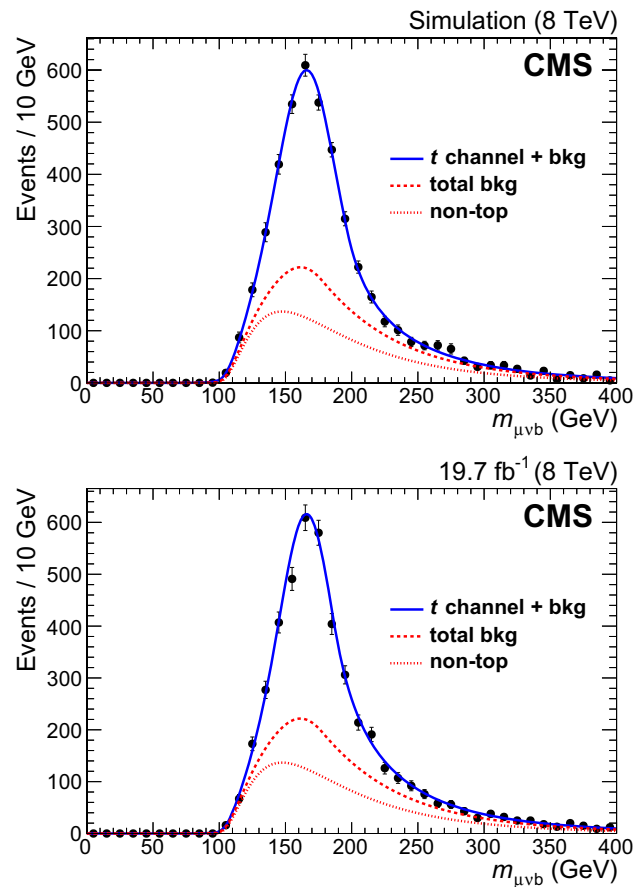 Simulation (8 TeV)
CMS
Events / 10 GeV
600
500
400
300
200
100
0
t channel + bkg
total bkg
non-top
0 50 100 150 200 250 300 350 400
m_μνb (GeV)
19.7 fb⁻¹ (8 TeV)
CMS
Events / 10 GeV
600
500
400
300
200
100
0
t channel + bkg
total bkg
non-top
0 50 100 150 200 250 300 350 400
m_μνb (GeV)